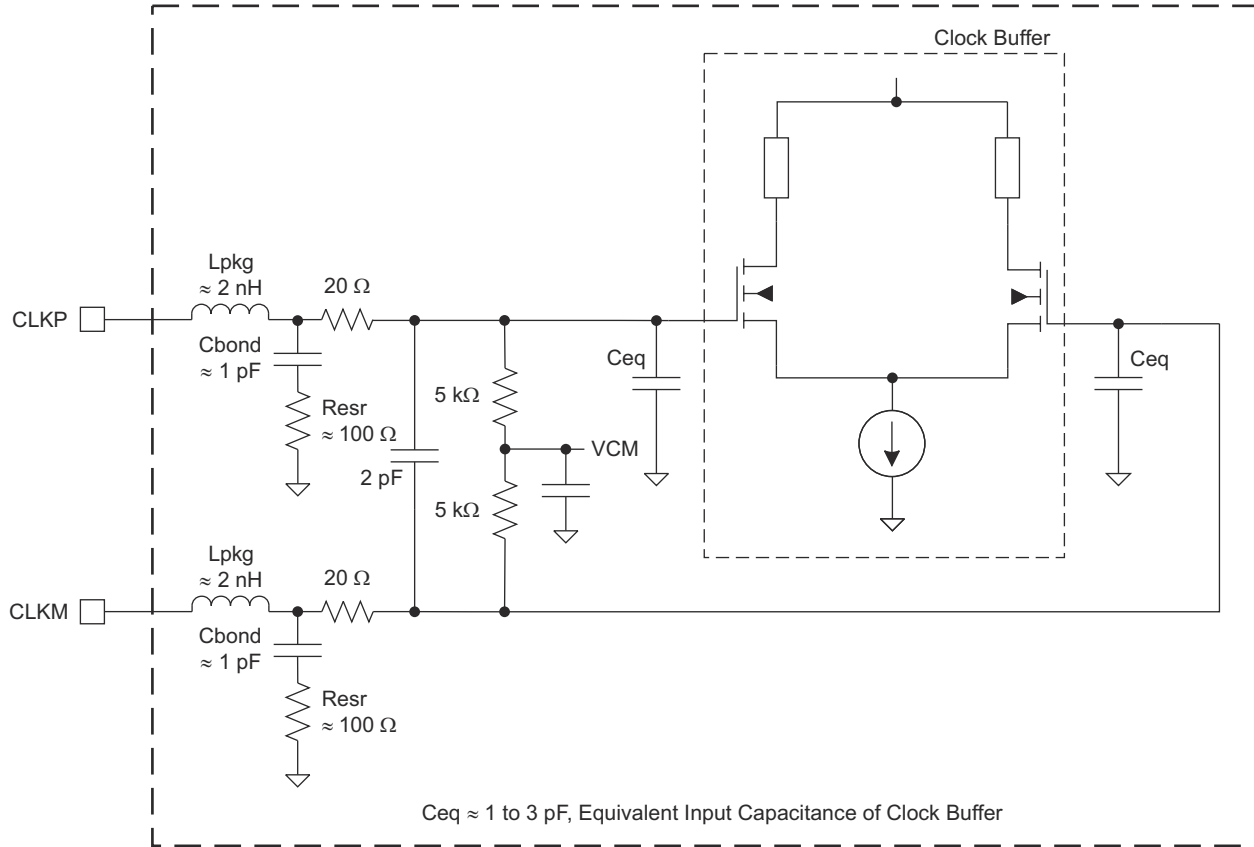 Clock Buffer
Lpkg
≈ 2 nH
20 Ω
CLKP
Cbond
≈ 1 pF
Resr
≈ 100 Ω
2 pF
5 kΩ
5 kΩ
VCM
Ceq
Ceq
Lpkg
≈ 2 nH
20 Ω
CLKM
Cbond
≈ 1 pF
Resr
≈ 100 Ω
Ceq ≈ 1 to 3 pF, Equivalent Input Capacitance of Clock Buffer